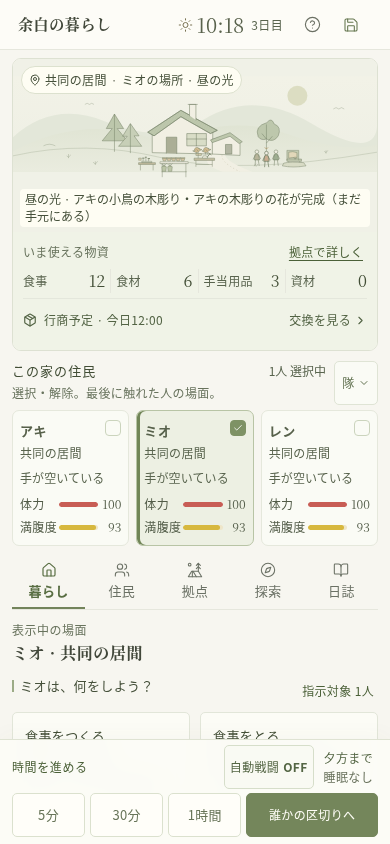 余白の暮らし
10:18 3日目
共同の居間 · ミオの場所 · 昼の光
昼の光 · アキの小鳥の木彫り・アキの木彫りの花が完成（まだ手元にある）
いま使える物資
拠点で詳しく
食事 12 食材 6 手当用品 3 資材 0
行商予定 · 今日12:00
交換を見る
この家の住民
1人 選択中
選択・解除。最後に触れた人の場面。
隊
アキ
共同の居間
手が空いている
体力 100
満腹度 93
ミオ
共同の居間
手が空いている
体力 100
満腹度 93
レン
共同の居間
手が空いている
体力 100
満腹度 93
暮らし
住民
拠点
探索
日誌
表示中の場面
ミオ · 共同の居間
ミオは、何をしよう？
指示対象 1人
食事をつくる
食事をとる
時間を進める
自動戦闘 OFF
夕方まで
睡眠なし
5分
30分
1時間
誰かの区切りへ